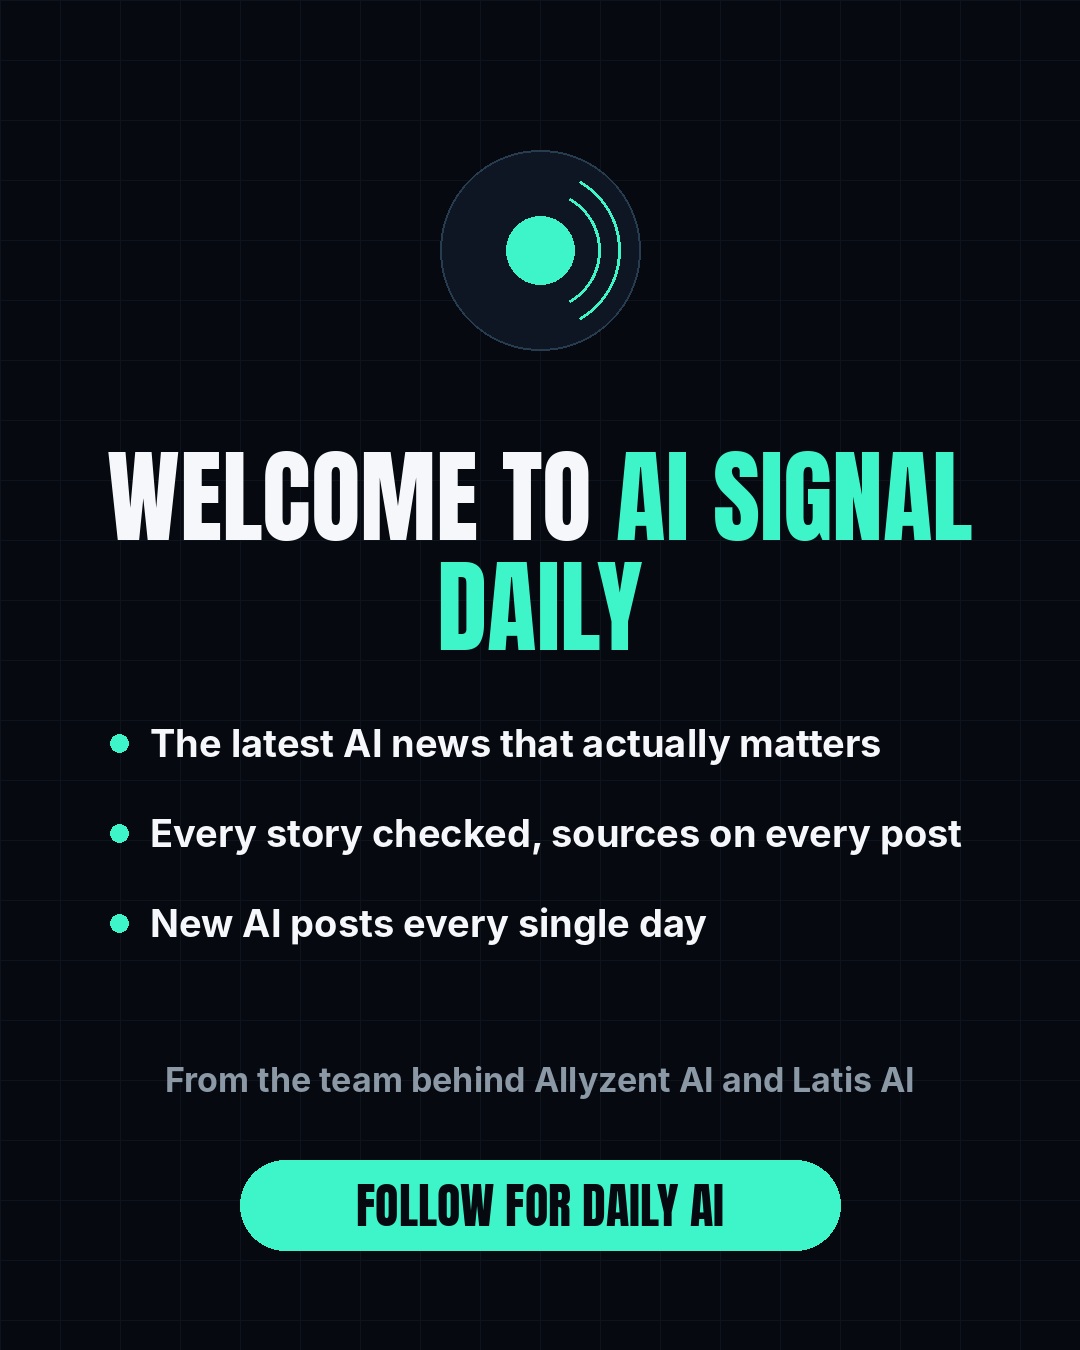 WELCOME TO AI SIGNAL
DAILY
The latest AI news that actually matters
Every story checked, sources on every post
New AI posts every single day
From the team behind Allyzent AI and Latis AI
FOLLOW FOR DAILY AI